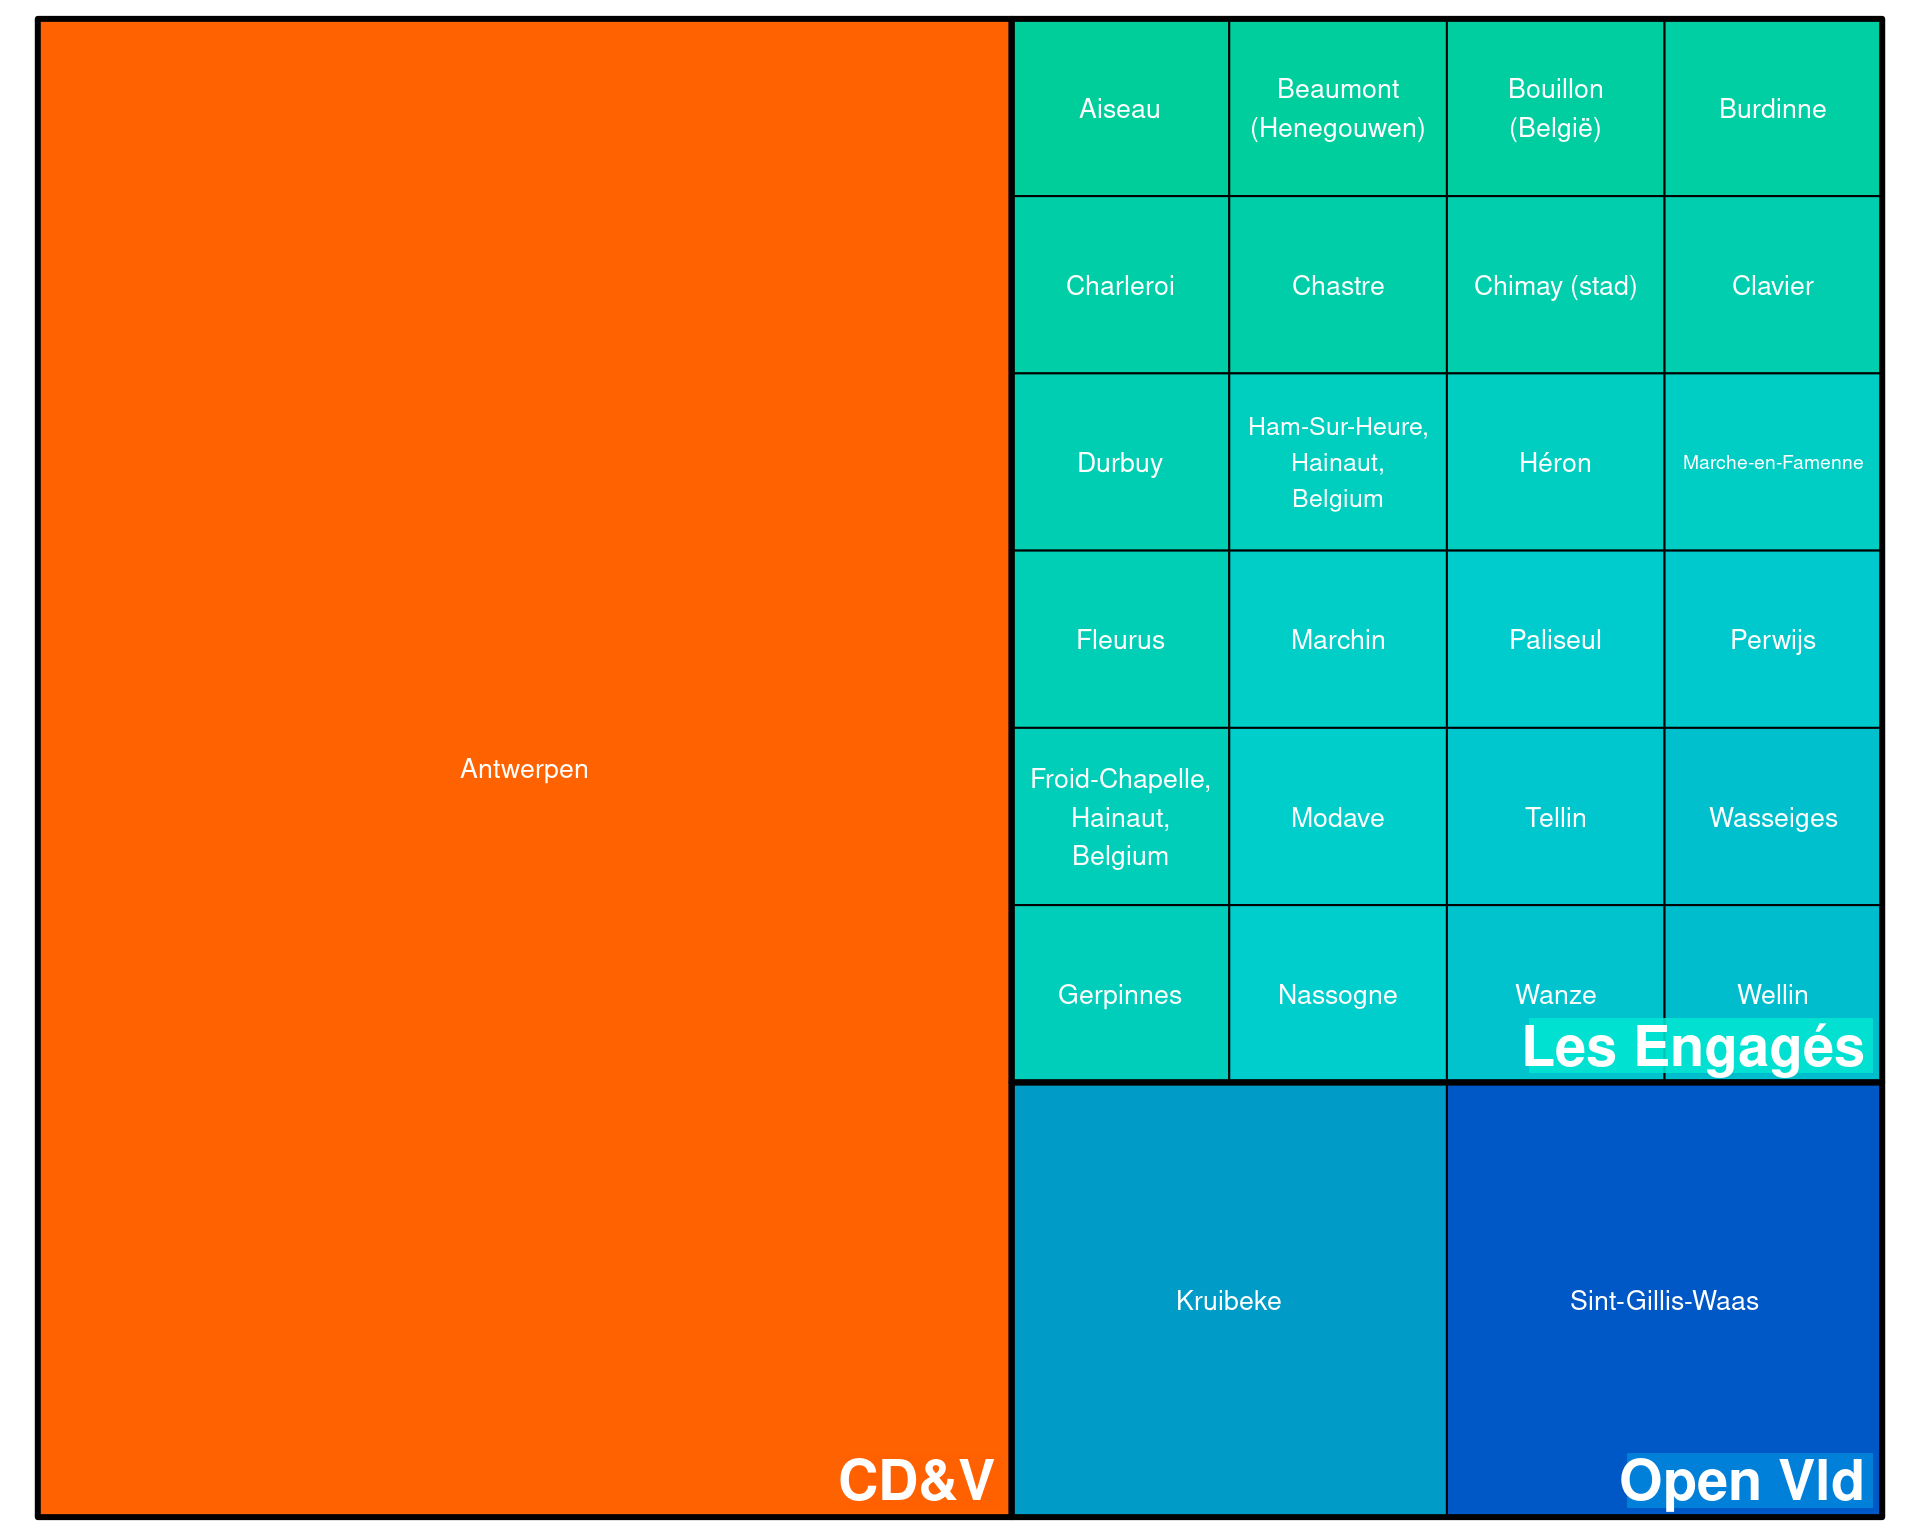 Antwerpen
CD&V
Aiseau
Beaumont
(Henegouwen)
Bouillon
(België)
Burdinne
Charleroi
Chastre
Chimay (stad)
Clavier
Durbuy
Ham-Sur-Heure,
Hainaut,
Belgium
Héron
Marche-en-Famenne
Fleurus
Marchin
Paliseul
Perwijs
Froid-Chapelle,
Hainaut,
Belgium
Modave
Tellin
Wasseiges
Gerpinnes
Nassogne
Wanze
Wellin
Les Engagés
Kruibeke
Sint-Gillis-Waas
Open Vld